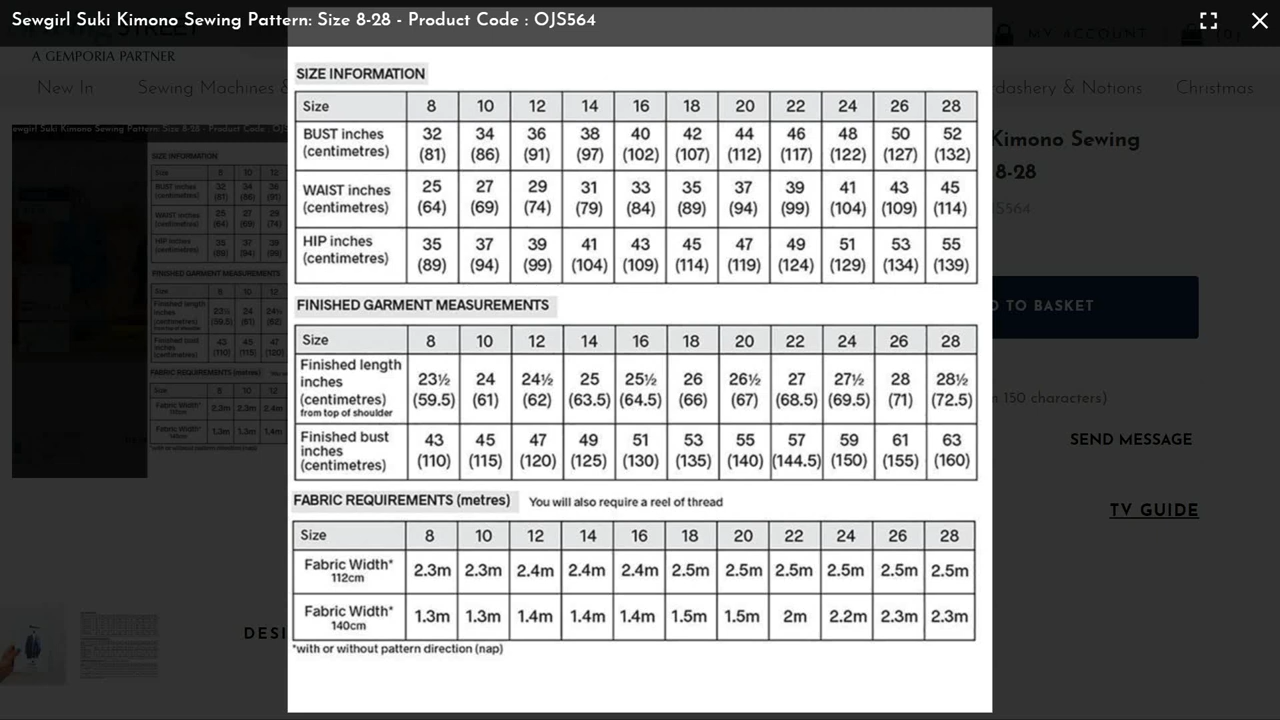 Sewgirl Suki Kimono Sewing Pattern: Size 8-28 - Product Code : OJS564
STREET
MY ACCOUNT
A GEMPORIA PARTNER
New In Sewing Machines & rdashery & Notions Christmas
Kimono Sewing
8-28
S564
D TO BASKET
n 150 characters)
SEND MESSAGE
TV GUIDE
DESI
SIZE INFORMATION
Size 8 10 12 14 16 18 20 22 24 26 28
BUST inches 32 34 36 38 40 42 44 46 48 50 52
(centimetres) (81) (86) (91) (97) (102) (107) (112) (117) (122) (127) (132)
WAIST inches 25 27 29 31 33 35 37 39 41 43 45
(centimetres) (64) (69) (74) (79) (84) (89) (94) (99) (104) (109) (114)
HIP inches 35 37 39 41 43 45 47 49 51 53 55
(centimetres) (89) (94) (99) (104) (109) (114) (119) (124) (129) (134) (139)
FINISHED GARMENT MEASUREMENTS
Size 8 10 12 14 16 18 20 22 24 26 28
Finished length
inches 23½ 24 24½ 25 25½ 26 26½ 27 27½ 28 28½
(centimetres) (59.5) (61) (62) (63.5) (64.5) (66) (67) (68.5) (69.5) (71) (72.5)
from top of shoulder
Finished bust 43 45 47 49 51 53 55 57 59 61 63
inches
(centimetres) (110) (115) (120) (125) (130) (135) (140) (144.5) (150) (155) (160)
FABRIC REQUIREMENTS (metres) You will also require a reel of thread
Size 8 10 12 14 16 18 20 22 24 26 28
Fabric Width* 2.3m 2.3m 2.4m 2.4m 2.4m 2.5m 2.5m 2.5m 2.5m 2.5m 2.5m
112cm
Fabric Width* 1.3m 1.3m 1.4m 1.4m 1.4m 1.5m 1.5m 2m 2.2m 2.3m 2.3m
140cm
*with or without pattern direction (nap)